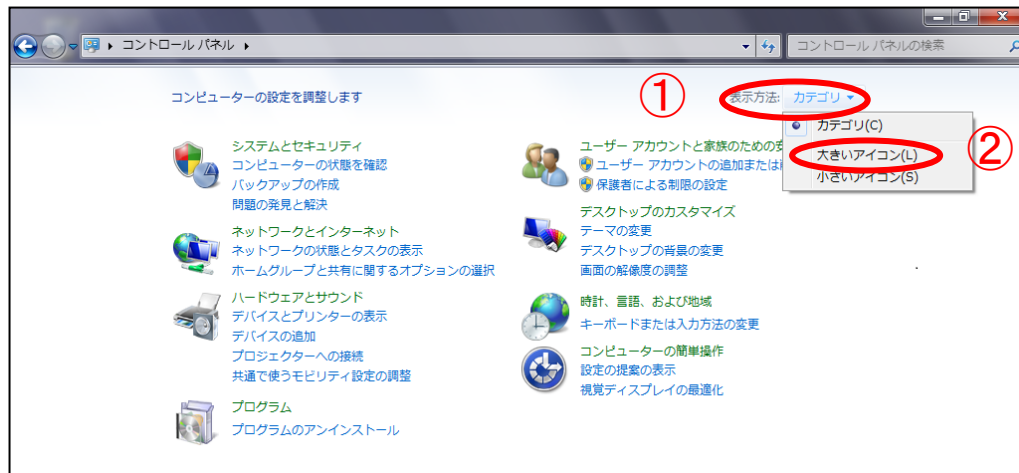 コントロール パネル
コントロール パネルの検索
コンピューターの設定を調整します
①
表示方法: カテゴリ
カテゴリ(C)
大きいアイコン(L)
②
小さいアイコン(S)
システムとセキュリティ
コンピューターの状態を確認
バックアップの作成
問題の発見と解決
ネットワークとインターネット
ネットワークの状態とタスクの表示
ホームグループと共有に関するオプションの選択
ハードウェアとサウンド
デバイスとプリンターの表示
デバイスの追加
プロジェクターへの接続
共通で使うモビリティ設定の調整
プログラム
プログラムのアンインストール
ユーザー アカウントと家族のための
ユーザー アカウントの追加または
保護者による制限の設定
デスクトップのカスタマイズ
テーマの変更
デスクトップの背景の変更
画面の解像度の調整
時計、言語、および地域
キーボードまたは入力方法の変更
コンピューターの簡単操作
設定の提案の表示
視覚ディスプレイの最適化